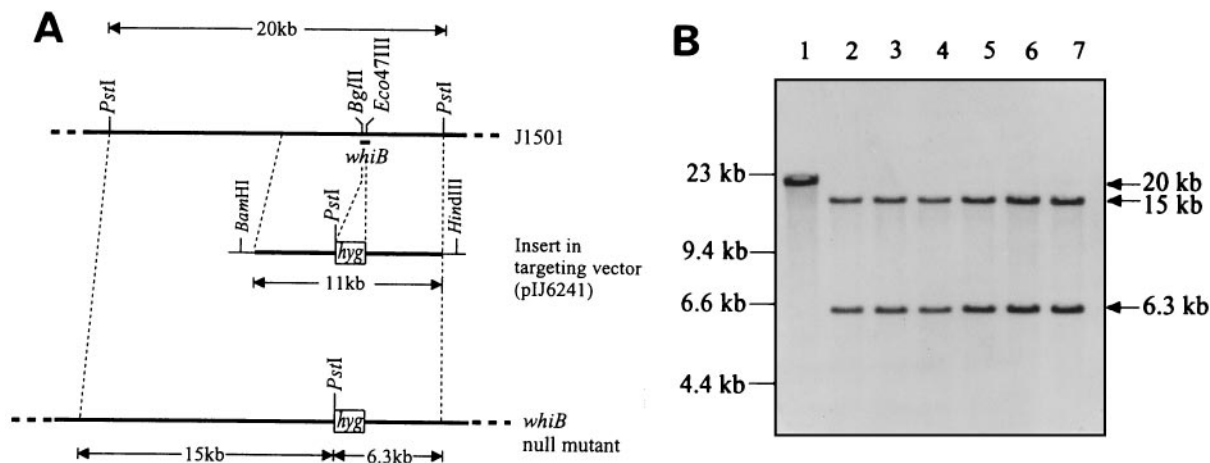 A
20kb
PstI
BglII
Eco47III
PstI
J1501
whiB
BamHI
PstI
HindIII
hyg
Insert in
targeting vector
(pIJ6241)
11kb
PstI
hyg
whiB
null mutant
15kb
6.3kb
B
1 2 3 4 5 6 7
23 kb
20 kb
15 kb
9.4 kb
6.6 kb
6.3 kb
4.4 kb